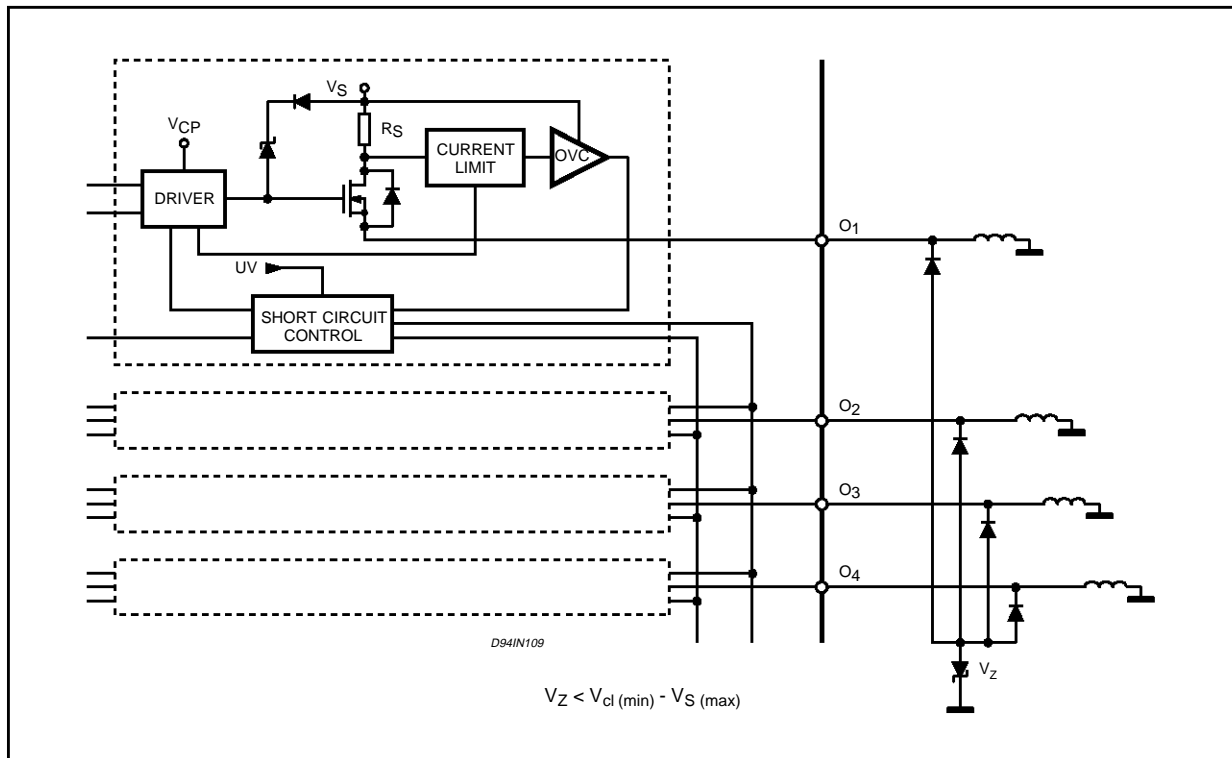 VS
RS
VCP
CURRENT
LIMIT
OVC
DRIVER
O1
UV
SHORT CIRCUIT
CONTROL
O2
O3
O4
D94IN109
VZ
VZ < Vcl (min) - VS (max)